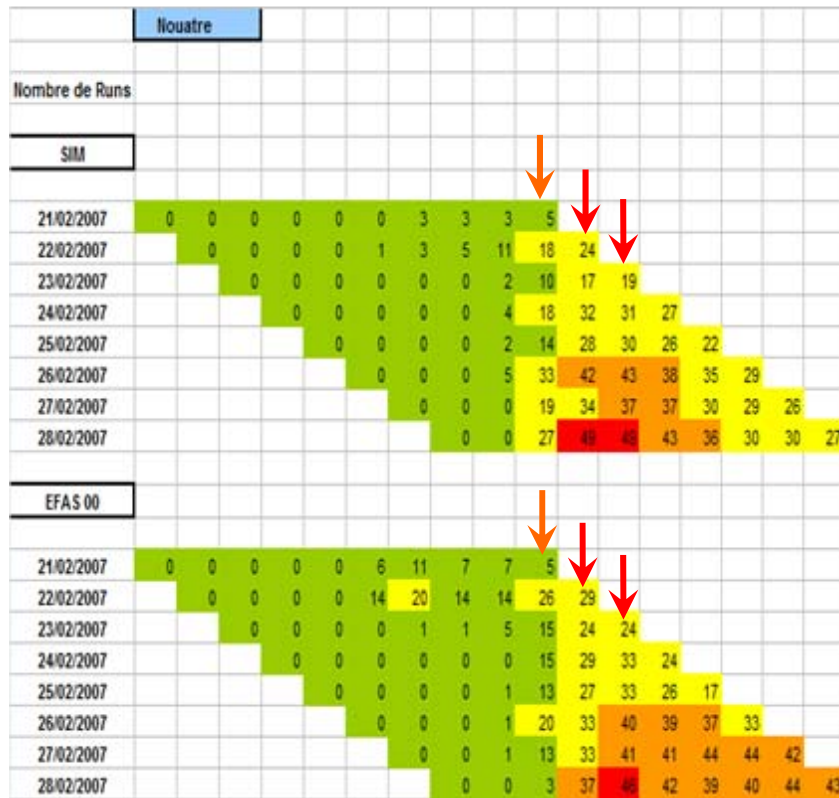 Nouatre
Nombre de Runs
SIM
21/02/2007 0 0 0 0 0 0 3 3 3 5
22/02/2007 0 0 0 0 1 3 5 11 18 24
23/02/2007 0 0 0 0 0 0 2 10 17 19
24/02/2007 0 0 0 0 0 4 18 32 31 27
25/02/2007 0 0 0 0 2 14 28 30 26 22
26/02/2007 0 0 0 5 33 42 43 38 35 29
27/02/2007 0 0 0 19 34 37 37 30 29 26
28/02/2007 0 0 27 49 49 43 36 30 30 27
EFAS 00
21/02/2007 0 0 0 0 0 6 11 7 7 5
22/02/2007 0 0 0 0 14 20 14 14 26 29
23/02/2007 0 0 0 0 1 1 5 15 24 24
24/02/2007 0 0 0 0 0 0 15 29 33 24
25/02/2007 0 0 0 0 1 13 27 33 26 17
26/02/2007 0 0 0 1 20 33 40 39 37 33
27/02/2007 0 0 1 13 33 41 41 44 44 42
28/02/2007 0 0 3 37 46 42 39 40 44 43